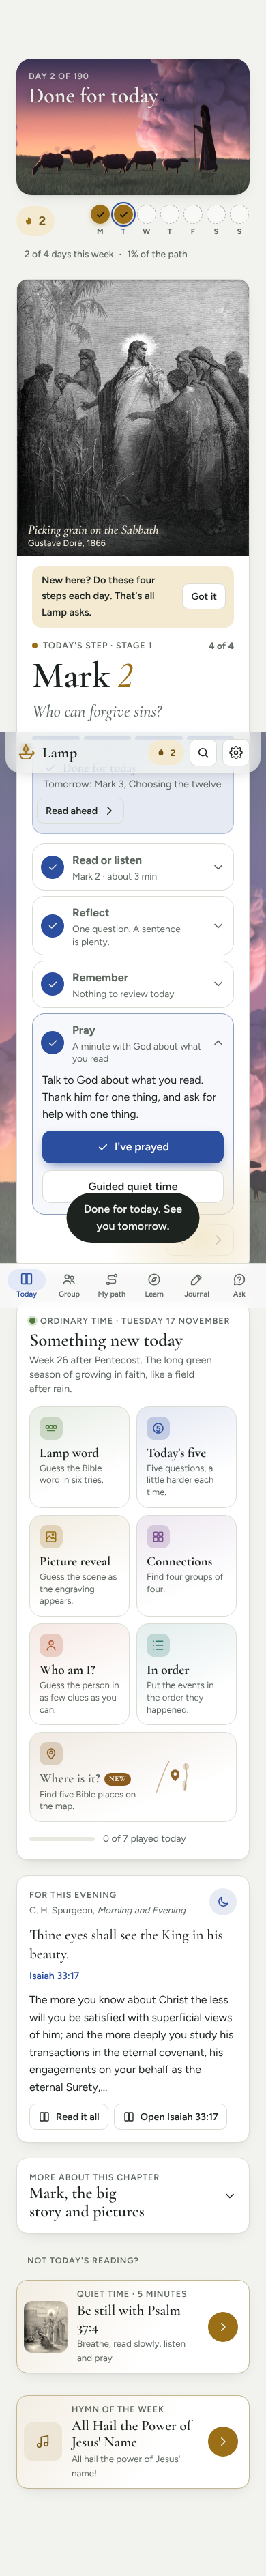 DAY 2 OF 190
Done for today
2
M T W T F S S
2 of 4 days this week · 1% of the path
Picking grain on the Sabbath
Gustave Doré, 1866
New here? Do these four
steps each day. That's all
Lamp asks.
Got it
TODAY'S STEP · STAGE 1
4 of 4
Mark 2
Who can forgive sins?
Lamp
2
Done for today
Tomorrow: Mark 3, Choosing the twelve
Read ahead
Read or listen
Mark 2 · about 3 min
Reflect
One question. A sentence
is plenty.
Remember
Nothing to review today
Pray
A minute with God about what
you read
Talk to God about what you read.
Thank him for one thing, and ask for
help with one thing.
I've prayed
Guided quiet time
Done for today. See
you tomorrow.
Today
Group
My path
Learn
Journal
Ask
ORDINARY TIME · TUESDAY 17 NOVEMBER
Something new today
Week 26 after Pentecost. The long green
season of growing in faith, like a field
after rain.
Lamp word
Guess the Bible
word in six tries.
Today's five
Five questions, a
little harder each
time.
Picture reveal
Guess the scene as
the engraving
appears.
Connections
Find four groups of
four.
Who am I?
Guess the person in
as few clues as you
can.
In order
Put the events in
the order they
happened.
Where is it? NEW
Find five Bible places on
the map.
0 of 7 played today
FOR THIS EVENING
C. H. Spurgeon, Morning and Evening
Thine eyes shall see the King in his
beauty.
Isaiah 33:17
The more you know about Christ the less
will you be satisfied with superficial views
of him; and the more deeply you study his
transactions in the eternal covenant, his
engagements on your behalf as the
eternal Surety,...
Read it all
Open Isaiah 33:17
MORE ABOUT THIS CHAPTER
Mark, the big
story and pictures
NOT TODAY'S READING?
QUIET TIME · 5 MINUTES
Be still with Psalm
37:4
Breathe, read slowly, listen
and pray
HYMN OF THE WEEK
All Hail the Power of
Jesus' Name
All hail the power of Jesus'
name!